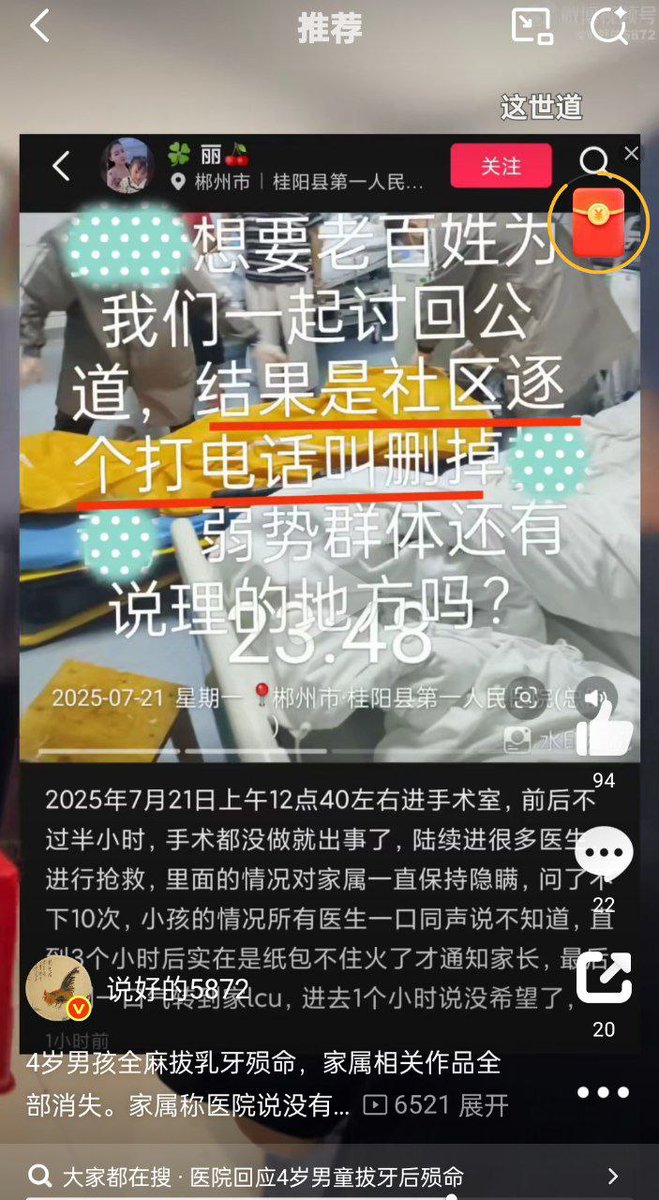 推荐
微博视频号
这世道
丽
关注
郴州市 | 桂阳县第一人民...
想要老百姓为
我们一起讨回公
道，结果是社区逐
个打电话叫删掉
弱势群体还有
说理的地方吗？
23:48
2025-07-21 星期一 郴州市·桂阳县第一人民
)
94
2025年7月21日上午12点40左右进手术室，前后不
过半小时，手术都没做就出事了，陆续进很多医生
进行抢救，里面的情况对家属一直保持隐瞒，问了不
下10次，小孩的情况所有医生一口同声说不知道，直
22
到3个小时后实在是纸包不住火了才通知家长，最后
说好的5872
一口气转到家lcu，进去1个小时说没希望了，
20
1小时前
4岁男孩全麻拔乳牙殒命，家属相关作品全
部消失。家属称医院说没有... 6521 展开
大家都在搜 · 医院回应4岁男童拔牙后殒命